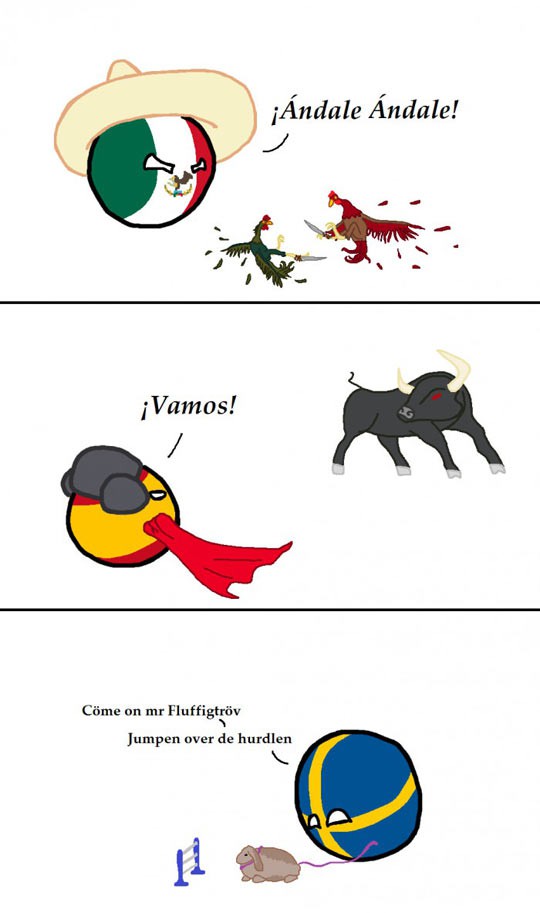 ¡Ándale Ándale!
¡Vamos!
Cöme on mr Fluffigtröv
Jumpen over de hurdlen